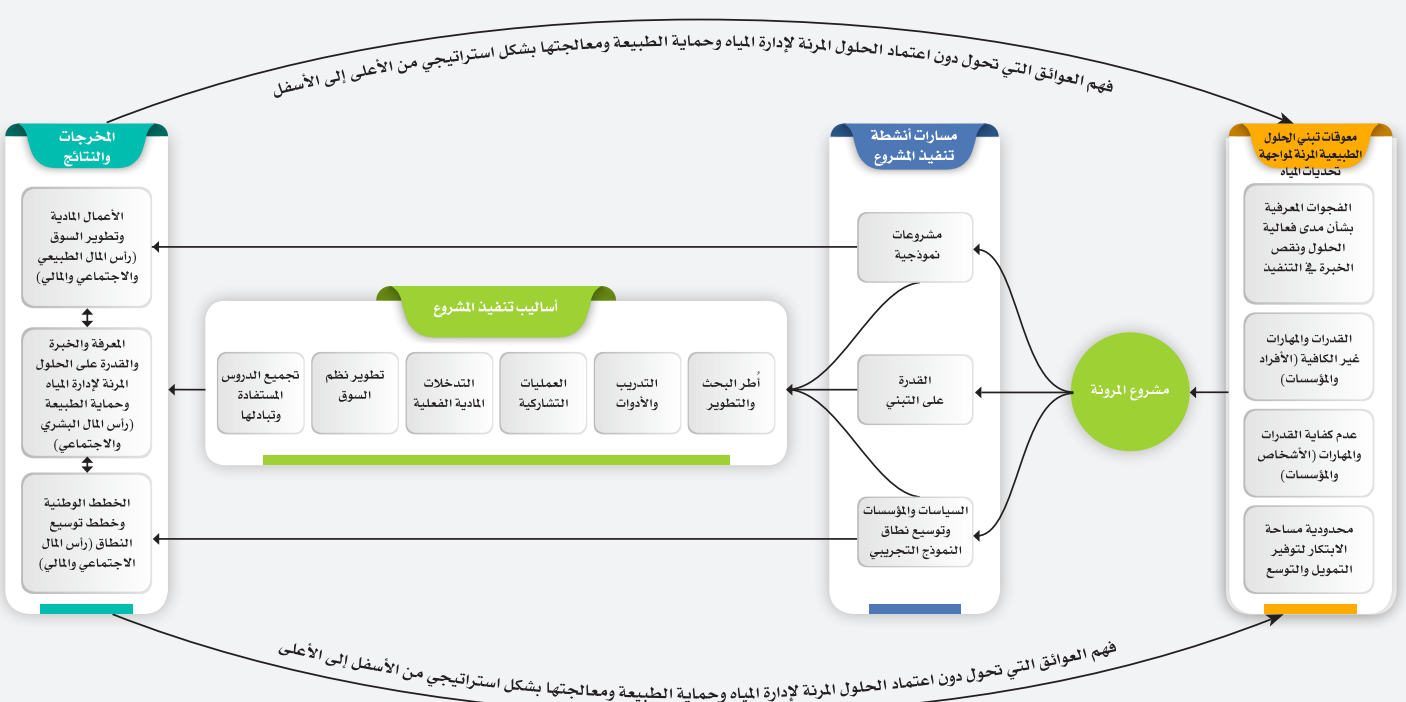 فهم العوائق التي تحول دون اعتماد الحلول المرنة لإدارة المياه وحماية الطبيعة ومعالجتها بشكل استراتيجي من الأعلى إلى الأسفل
معوقات تبني الحلول
الطبيعية المرنة لمواجهة
تحديات المياه
الفجوات المعرفية
بشأن مدى فعالية
الحلول ونقص
الخبرة في التنفيذ
القدرات والمهارات
غير الكافية (الأفراد
والمؤسسات)
عدم كفاية القدرات
والمهارات (الأشخاص
والمؤسسات)
محدودية مساحة
الابتكار لتوفير
التمويل والتوسع
مشروع المرونة
مسارات أنشطة
تنفيذ المشروع
مشروعات
نموذجية
القدرة
على التبني
السياسات والمؤسسات
وتوسيع نطاق
النموذج التجريبي
أساليب تنفيذ المشروع
أُطر البحث
والتطوير
التدريب
والأدوات
العمليات
التشاركية
التدخلات
المادية الفعلية
تطوير نظم
السوق
تجميع الدروس
المستفادة
وتبادلها
المخرجات
والنتائج
الأعمال المادية
وتطوير السوق
(رأس المال الطبيعي
والاجتماعي والمالي)
المعرفة والخبرة
والقدرة على الحلول
المرنة لإدارة المياه
وحماية الطبيعة
(رأس المال البشري
والاجتماعي)
الخطط الوطنية
وخطط توسيع
النطاق (رأس المال
الاجتماعي والمالي)
فهم العوائق التي تحول دون اعتماد الحلول المرنة لإدارة المياه وحماية الطبيعة ومعالجتها بشكل استراتيجي من الأسفل إلى الأعلى